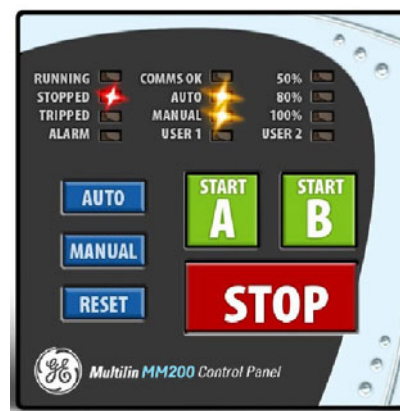 RUNNING COMMS OK 50%
STOPPED AUTO 80%
TRIPPED MANUAL 100%
ALARM USER 1 USER 2
AUTO
START
A
START
B
MANUAL
RESET
STOP
GE Multilin MM200 Control Panel